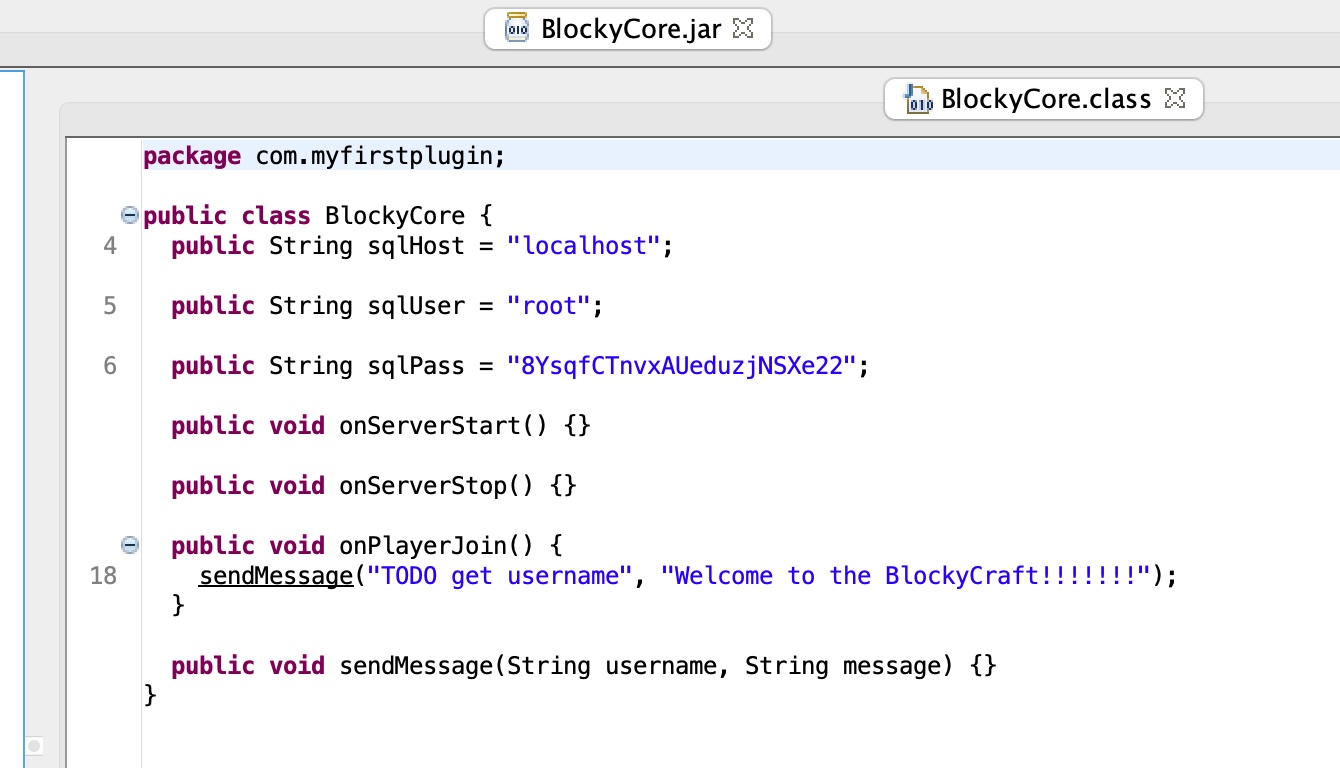 BlockyCore.jar
BlockyCore.class
package com.myfirstplugin;
public class BlockyCore {
4 public String sqlHost = "localhost";
5 public String sqlUser = "root";
6 public String sqlPass = "8YsqfCTnvxAUeduzjNSXe22";
public void onServerStart() {}
public void onServerStop() {}
public void onPlayerJoin() {
18 sendMessage("TODO get username", "Welcome to the BlockyCraft!!!!!!!");
}
public void sendMessage(String username, String message) {}
}